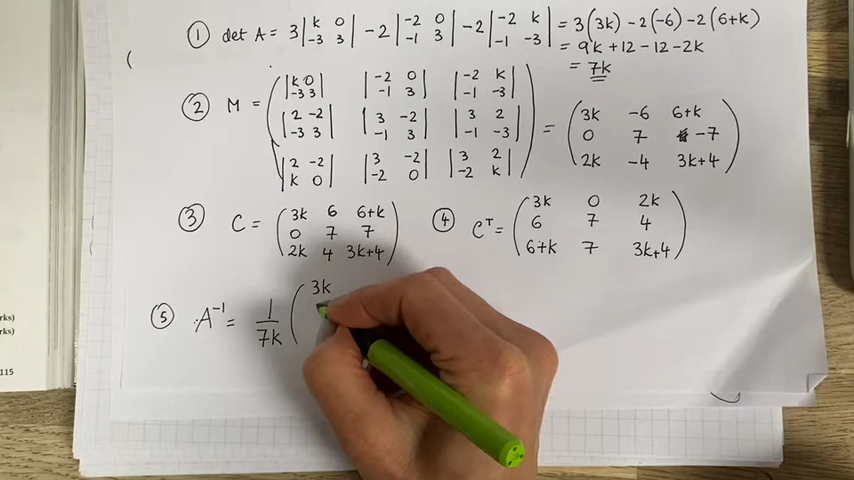 ① det A = 3 |k 0; -3 3| - 2 |-2 0; -1 3| - 2 |-2 k; -1 -3| = 3(3k) - 2(-6) - 2(6+k)
= 9k + 12 - 12 - 2k
= 7k
② M = ( |k 0; -3 3| |-2 0; -1 3| |-2 k; -1 -3|
|2 -2; -3 3| |3 -2; -1 3| |3 2; -1 -3|
|2 -2; k 0| |3 -2; -2 0| |3 2; -2 k| )
= ( 3k -6 6+k
0 7 -7
2k -4 3k+4 )
③ C = ( 3k 6 6+k
0 7 7
2k 4 3k+4 )
④ Cᵀ = ( 3k 0 2k
6 7 4
6+k 7 3k+4 )
⑤ A⁻¹ = 1/7k ( 3k
115